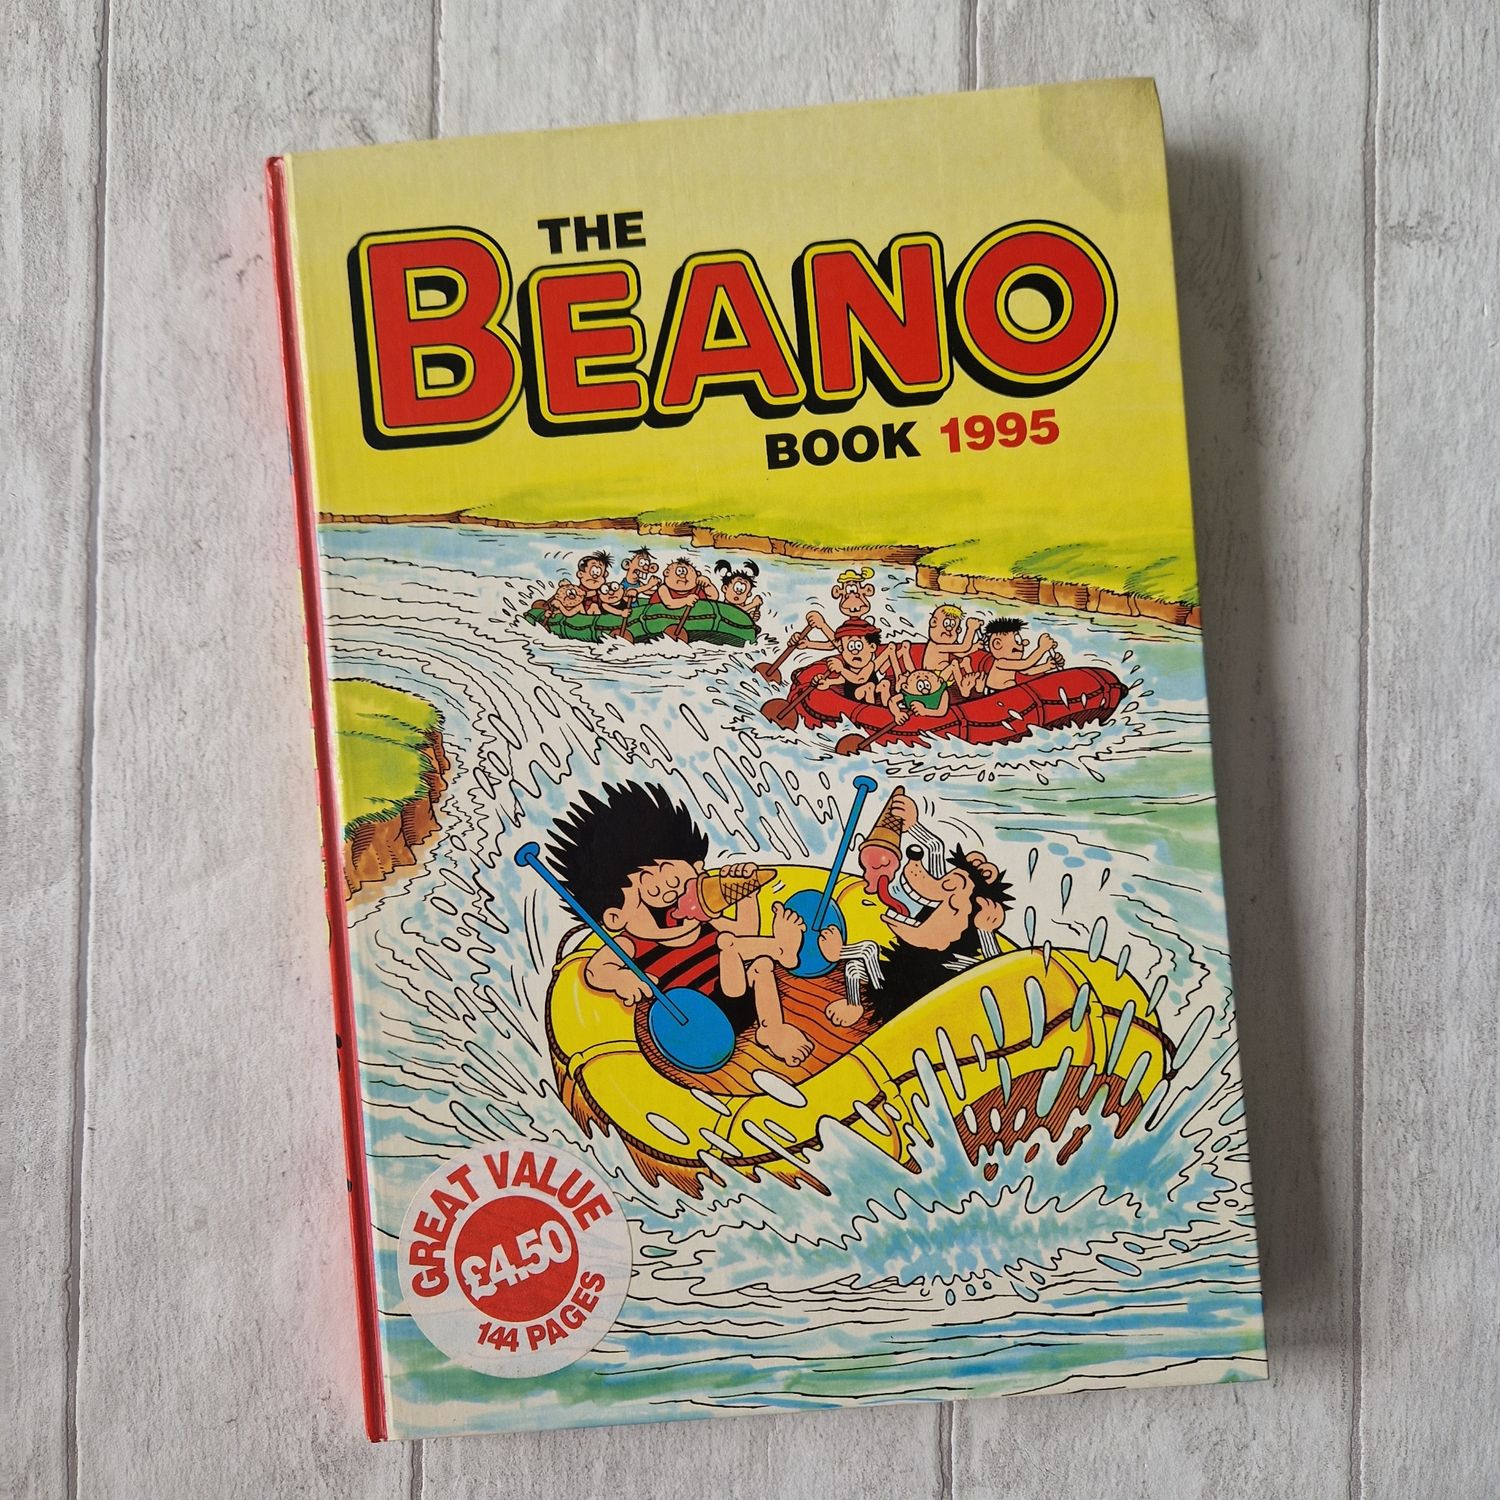 THE
BEANO
BOOK 1995
GREAT VALUE
£4.50
144 PAGES